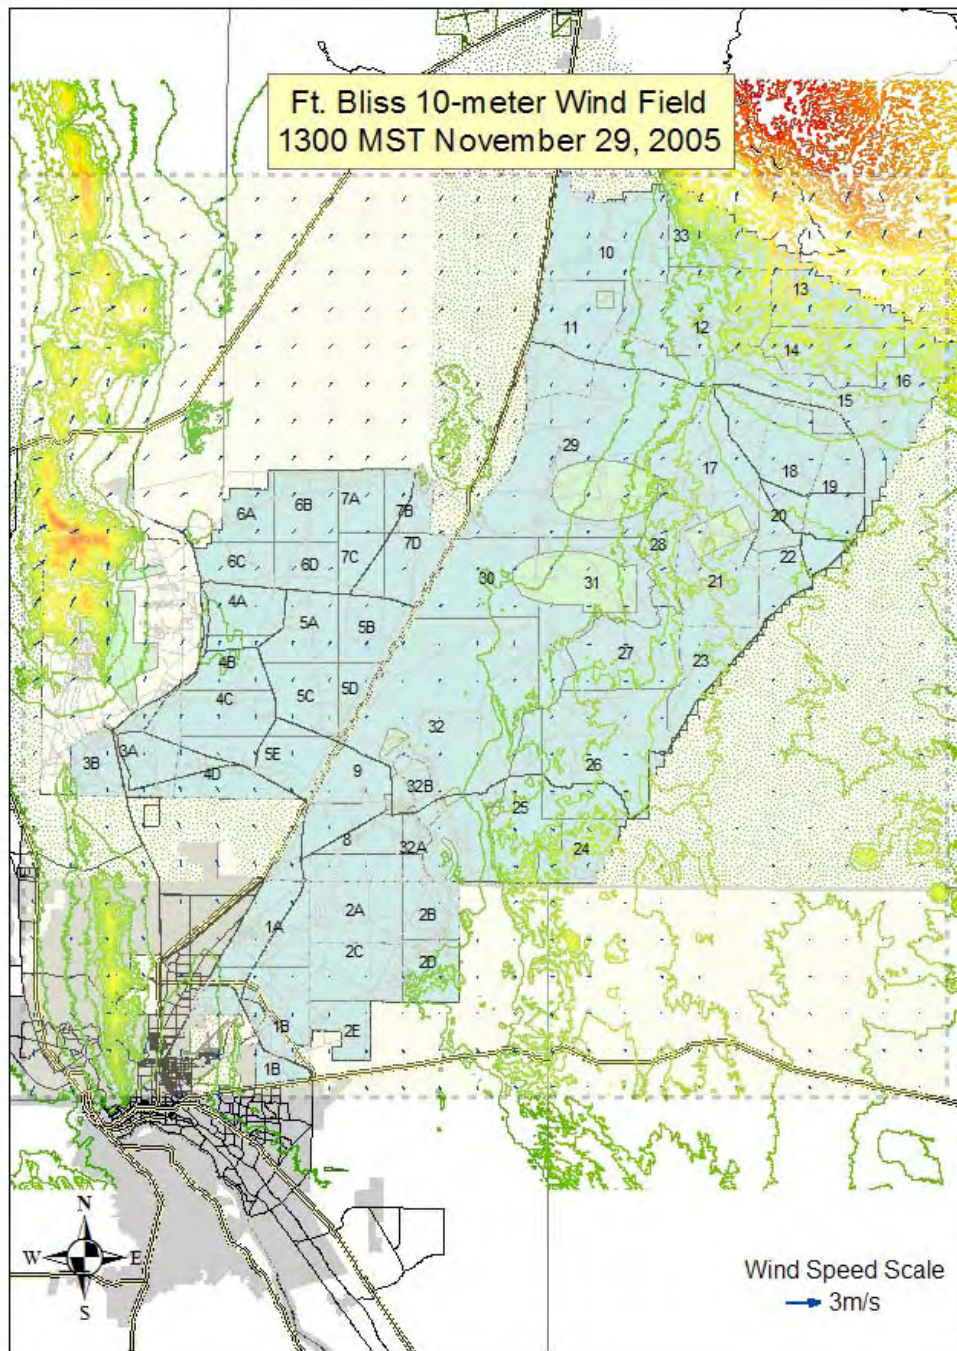 Ft. Bliss 10-meter Wind Field
1300 MST November 29, 2005
33
10
13
11
12
14
16
15
29
17
18
19
7A
6B
6A
7B
20
7D
28
7C
22
6C
6D
30
31
21
4A
5A
5B
27
23
4B
5D
5C
4C
32
3A
5E
3B
9
26
4D
32B
25
8
32A
24
2A
2B
1A
2C
2D
1B
2E
1B
N
W E
S
Wind Speed Scale
3m/s